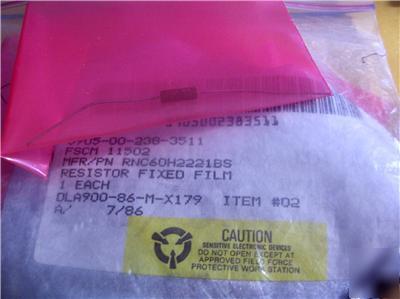 5905002383511
5905-00-238-3511
FSCM 11502
MFR/PN RNC60H2221BS
RESISTOR FIXED FILM
1 EACH
DLA900-86-M-X179 ITEM #02
A/ 7/86
CAUTION
SENSITIVE ELECTRONIC DEVICES
DO NOT OPEN EXCEPT AT
APPROVED FIELD FORCE
PROTECTIVE WORK STATION